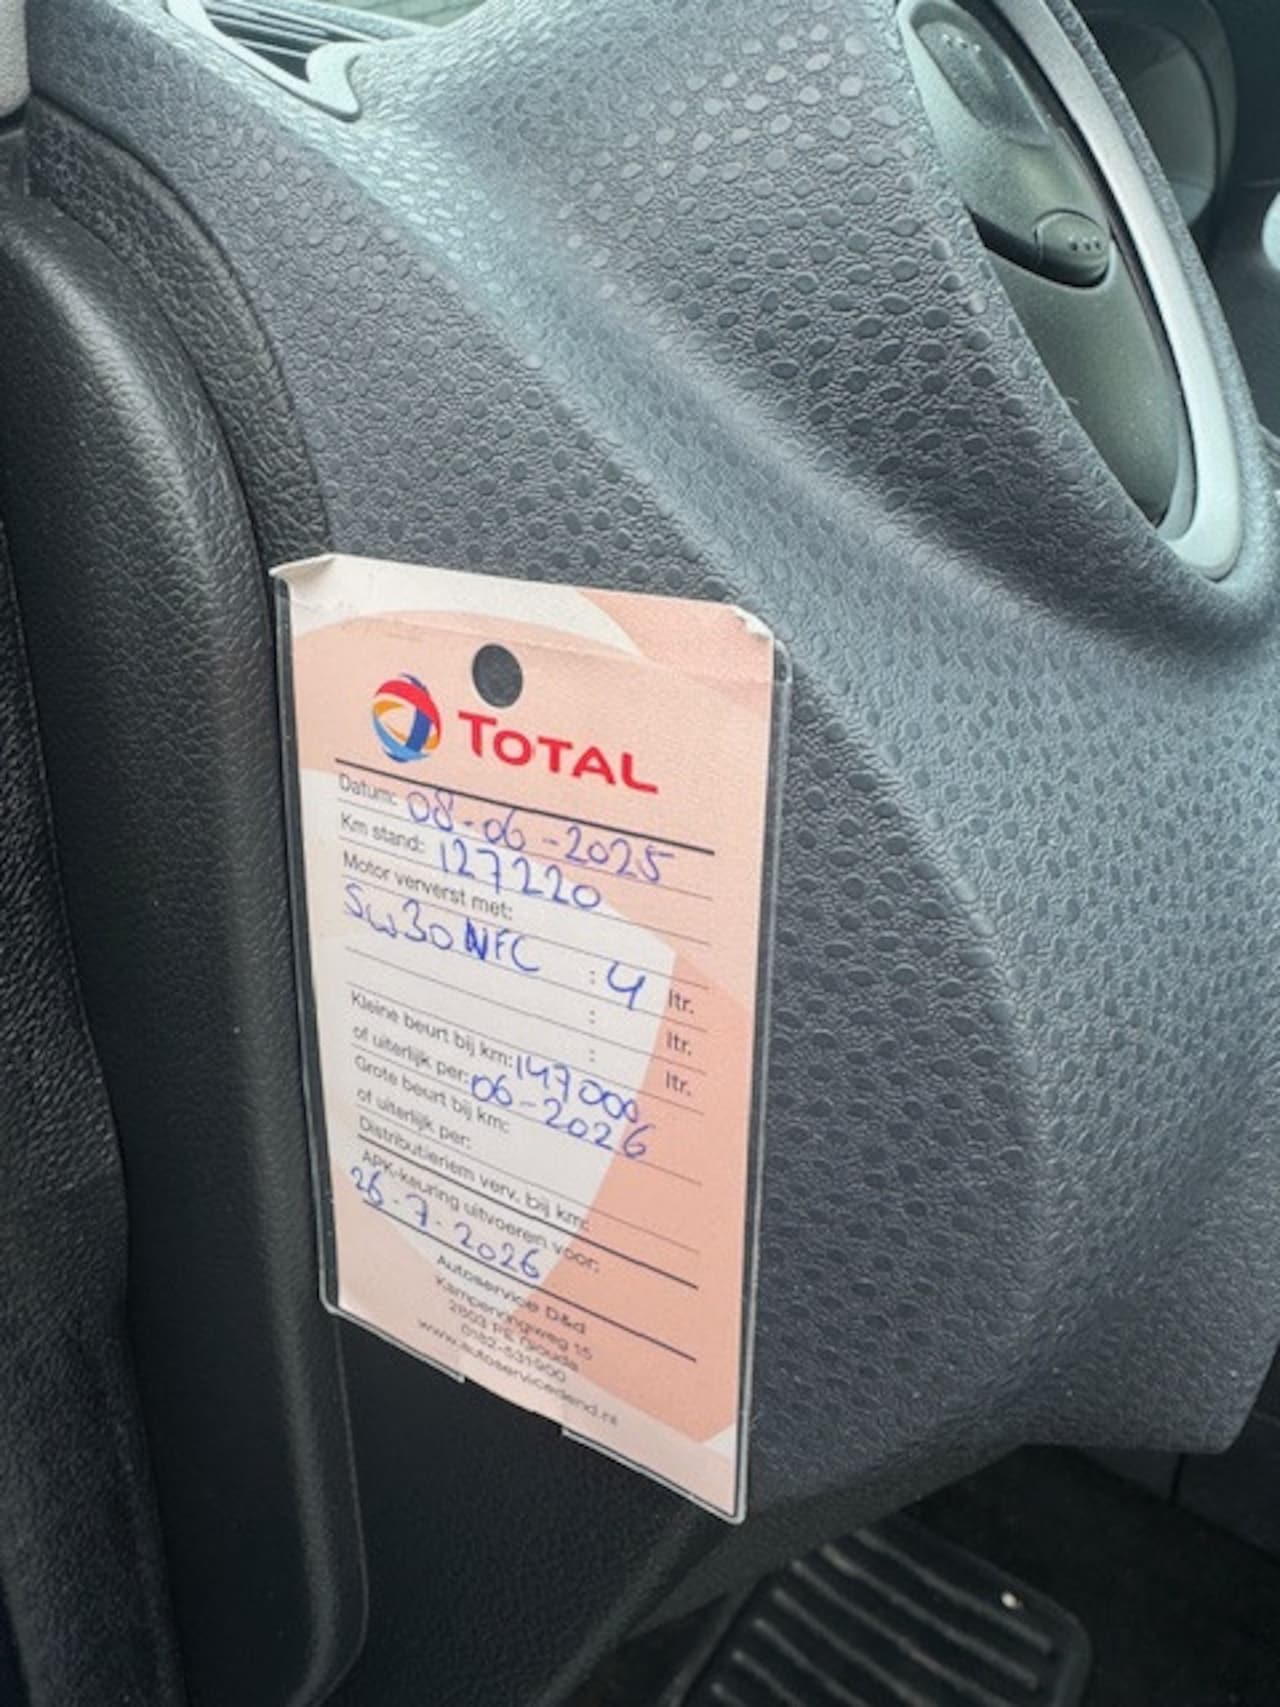 TOTAL
Datum: 08-06-2025
Km stand: 127220
Motor ververst met:
5w30 NFC : 4 ltr.
: ltr.
: ltr.
Kleine beurt bij km: 147000
of uiterlijk per: 06-2026
Grote beurt bij km:
of uiterlijk per:
Distributieriem verv. bij km:
APK-keuring uitvoeren voor:
26-7-2026
Autoservice D&d
Kamperingweg 15
2803 PE Gouda
0182-531900
www.autoservicedend.nl